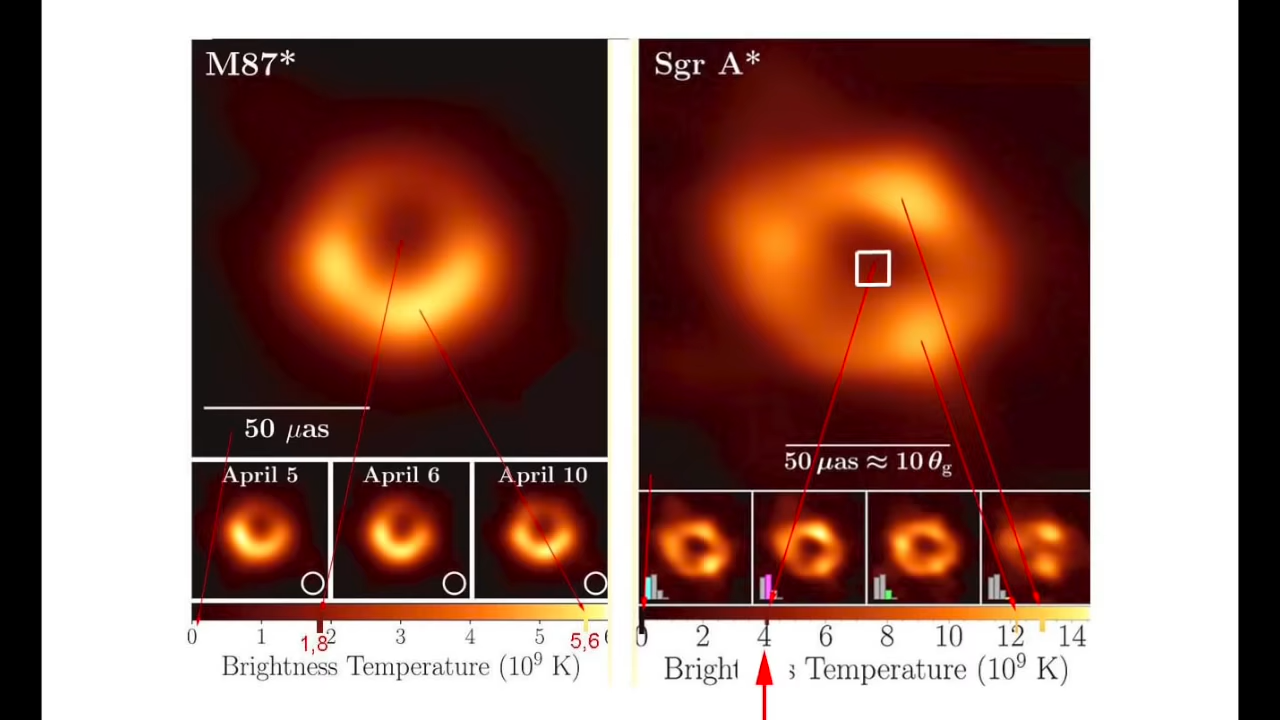 M87*
50 μas
April 5
April 6
April 10
0 1 1,8 2 3 4 5 5,6 6
Brightness Temperature (10⁹ K)
Sgr A*
50 μas ≈ 10 θg
0 2 4 6 8 10 12 14
Bright s Temperature (10⁹ K)